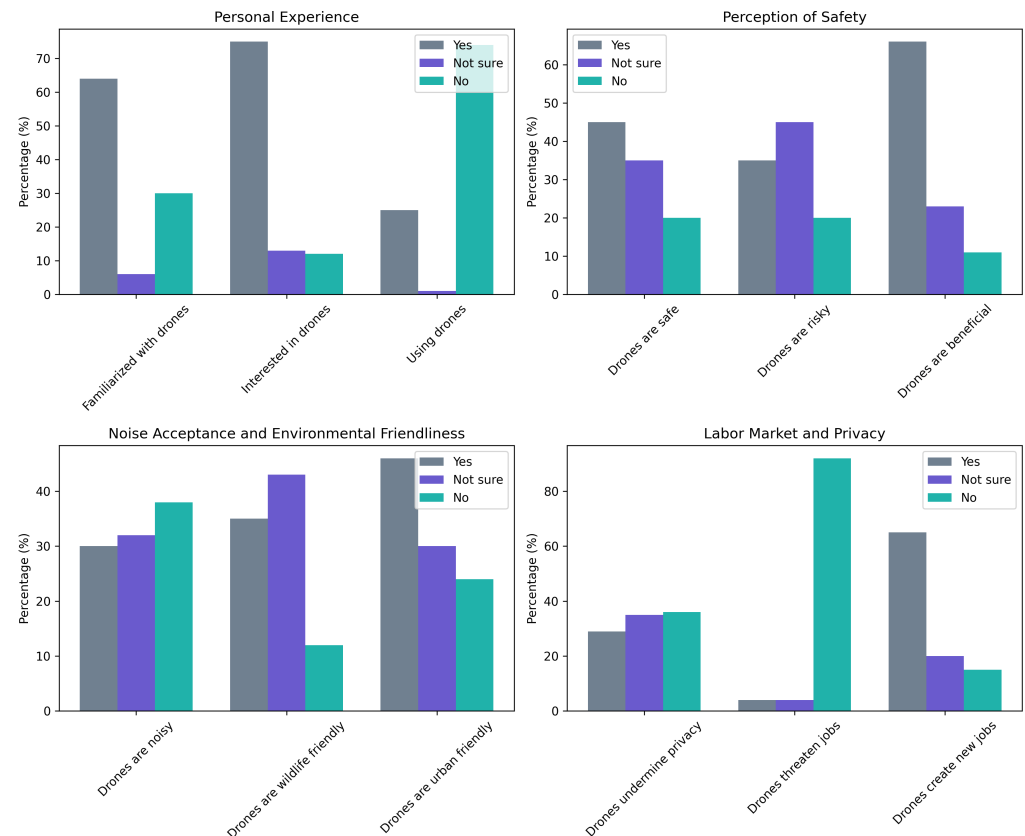 Personal Experience
Percentage (%)
70
60
50
40
30
20
10
0
Yes
Not sure
No
Familiarized with drones
Interested in drones
Using drones
Perception of Safety
Percentage (%)
60
50
40
30
20
10
0
Yes
Not sure
No
Drones are safe
Drones are risky
Drones are beneficial
Noise Acceptance and Environmental Friendliness
Percentage (%)
40
30
20
10
0
Yes
Not sure
No
Drones are noisy
Drones are wildlife friendly
Drones are urban friendly
Labor Market and Privacy
Percentage (%)
80
60
40
20
0
Yes
Not sure
No
Drones undermine privacy
Drones threaten jobs
Drones create new jobs